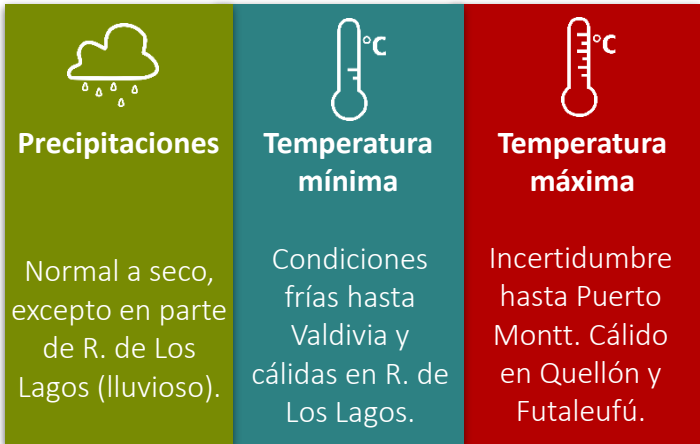 Precipitaciones
Normal a seco,
excepto en parte
de R. de Los
Lagos (lluvioso).
°C
Temperatura
mínima
Condiciones
frías hasta
Valdivia y
cálidas en R. de
Los Lagos.
°C
Temperatura
máxima
Incertidumbre
hasta Puerto
Montt. Cálido
en Quellón y
Futaleufú.